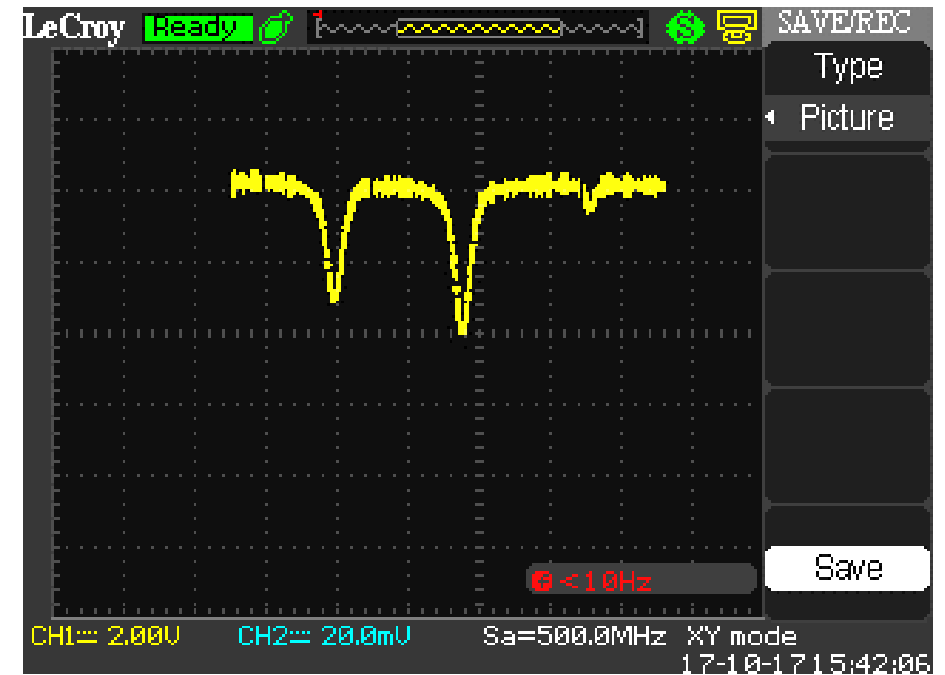 LeCroy Ready SAVE/REC
Type
Picture
Save
<10Hz
CH1 2.00V CH2 20.0mV Sa=500.0MHz XY mode
17-10-17 15:42:06